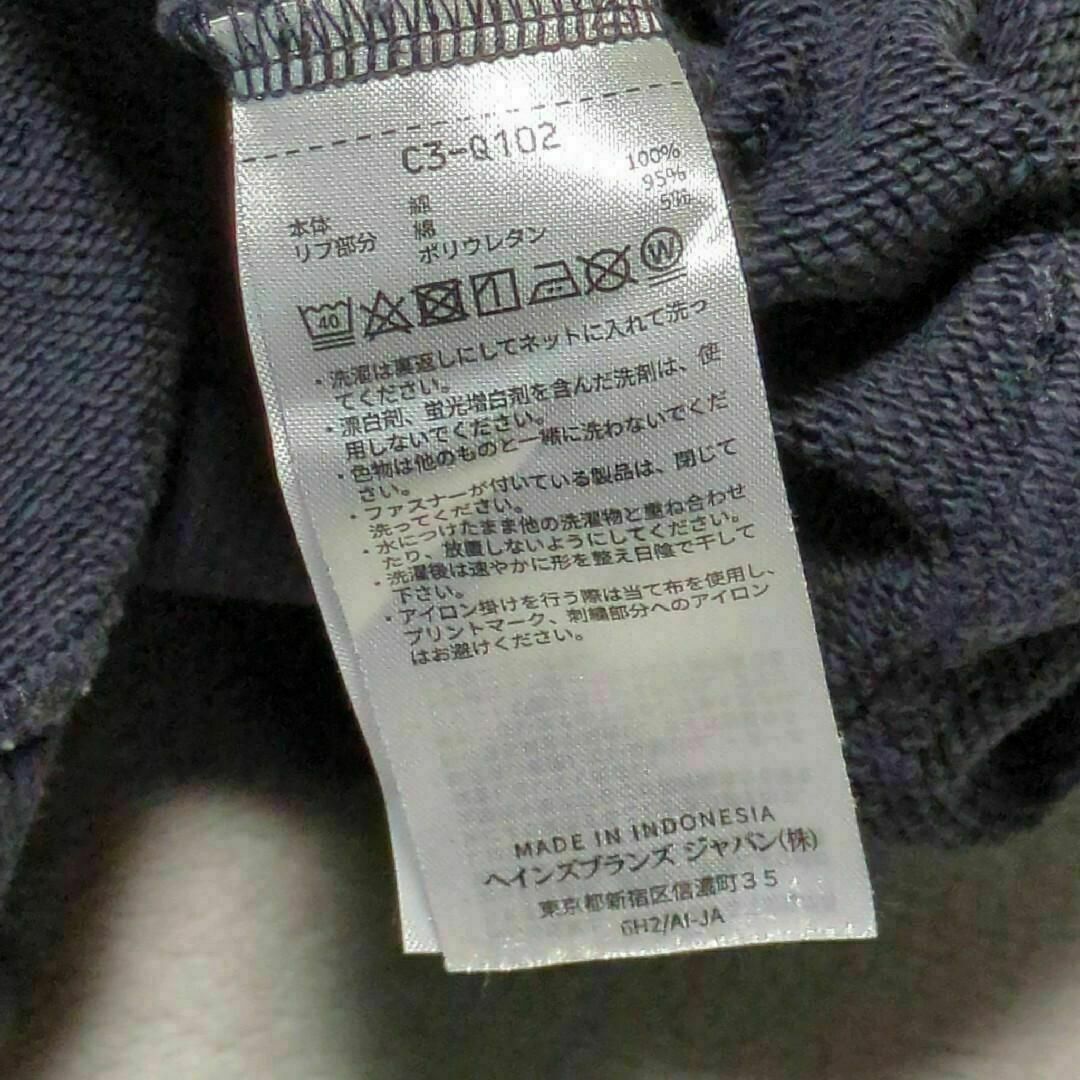 C3-Q102
本体 綿 100%
リブ部分 綿 95%
ポリウレタン 5%
40 W
・洗濯は裏返しにしてネットに入れて洗っ
てください。
・漂白剤、蛍光増白剤を含んだ洗剤は、使
用しないでください。
・色物は他のものと一緒に洗わないでくだ
さい。
・ファスナーが付いている製品は、閉じて
洗ってください。
・水につけたまま他の洗濯物と重ね合わせ
たり、放置しないようにしてください。
・洗濯後は速やかに形を整え日陰で干して
下さい。
・アイロン掛けを行う際は当て布を使用し、
プリントマーク、刺繍部分へのアイロン
はお避けください。
MADE IN INDONESIA
ヘインズブランズ ジャパン(株)
東京都新宿区信濃町35
6H2/AI-JA